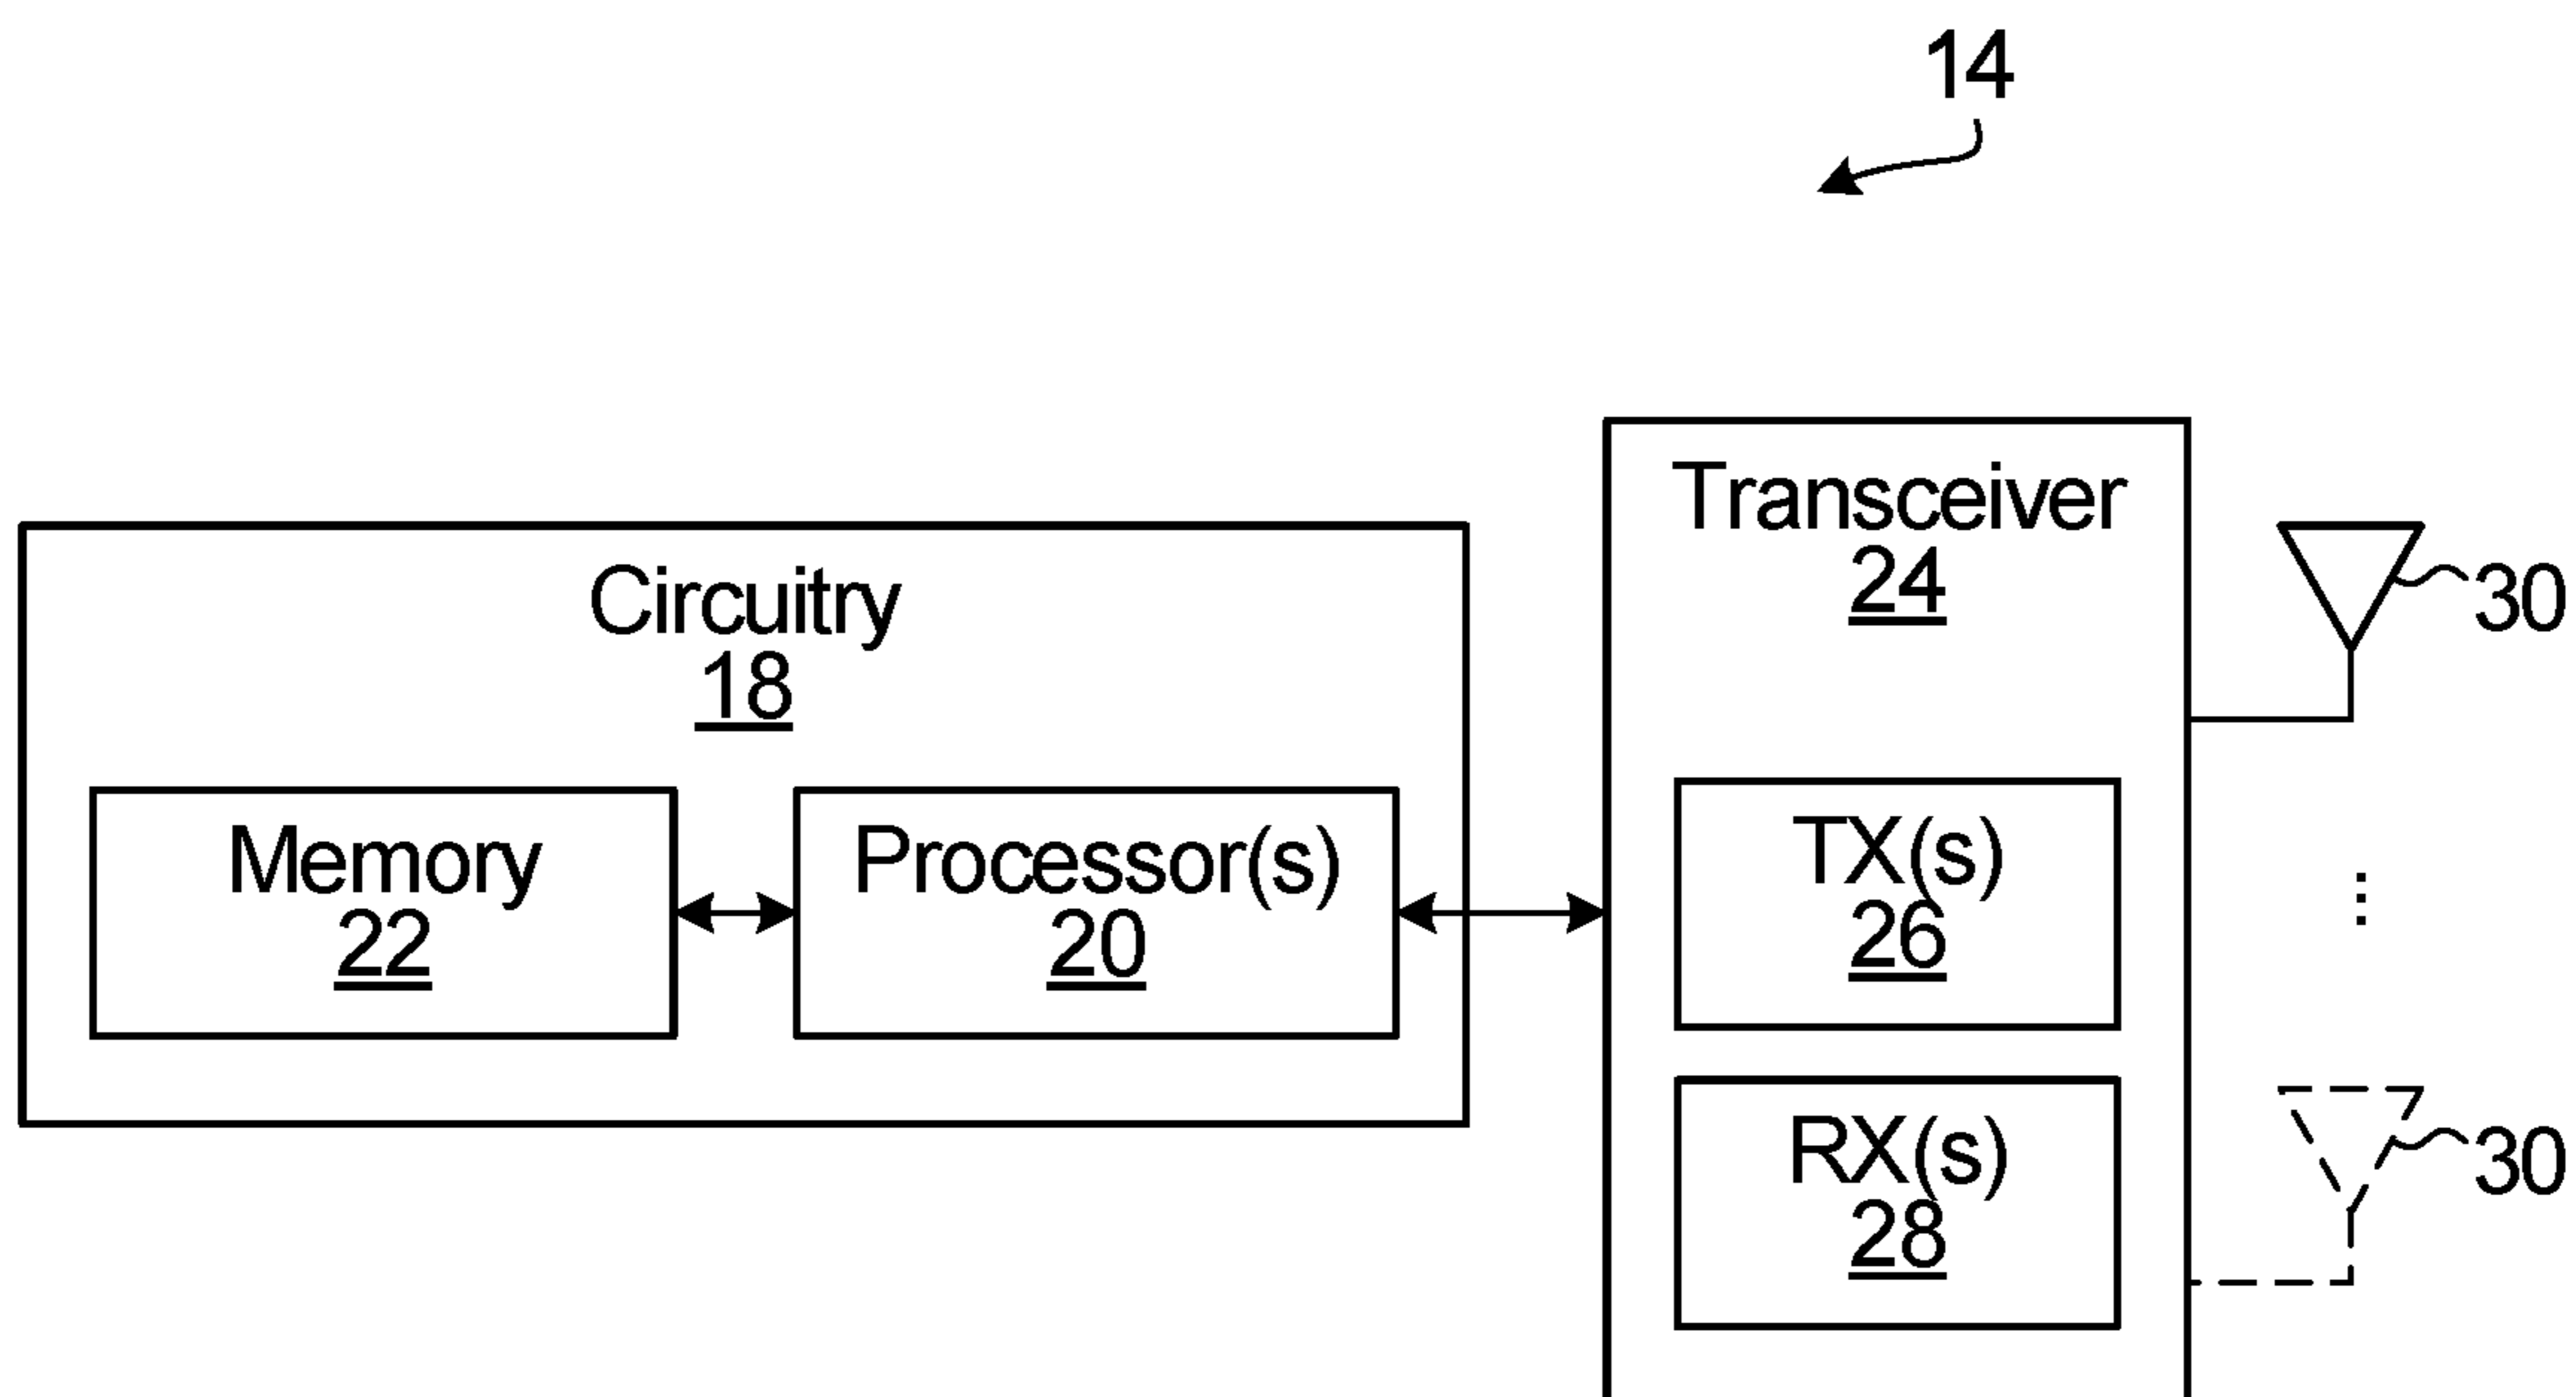 14
Transceiver
24
30
Circuitry
18
Memory
22
Processor(s)
20
TX(s)
26
⋮
RX(s)
28
30